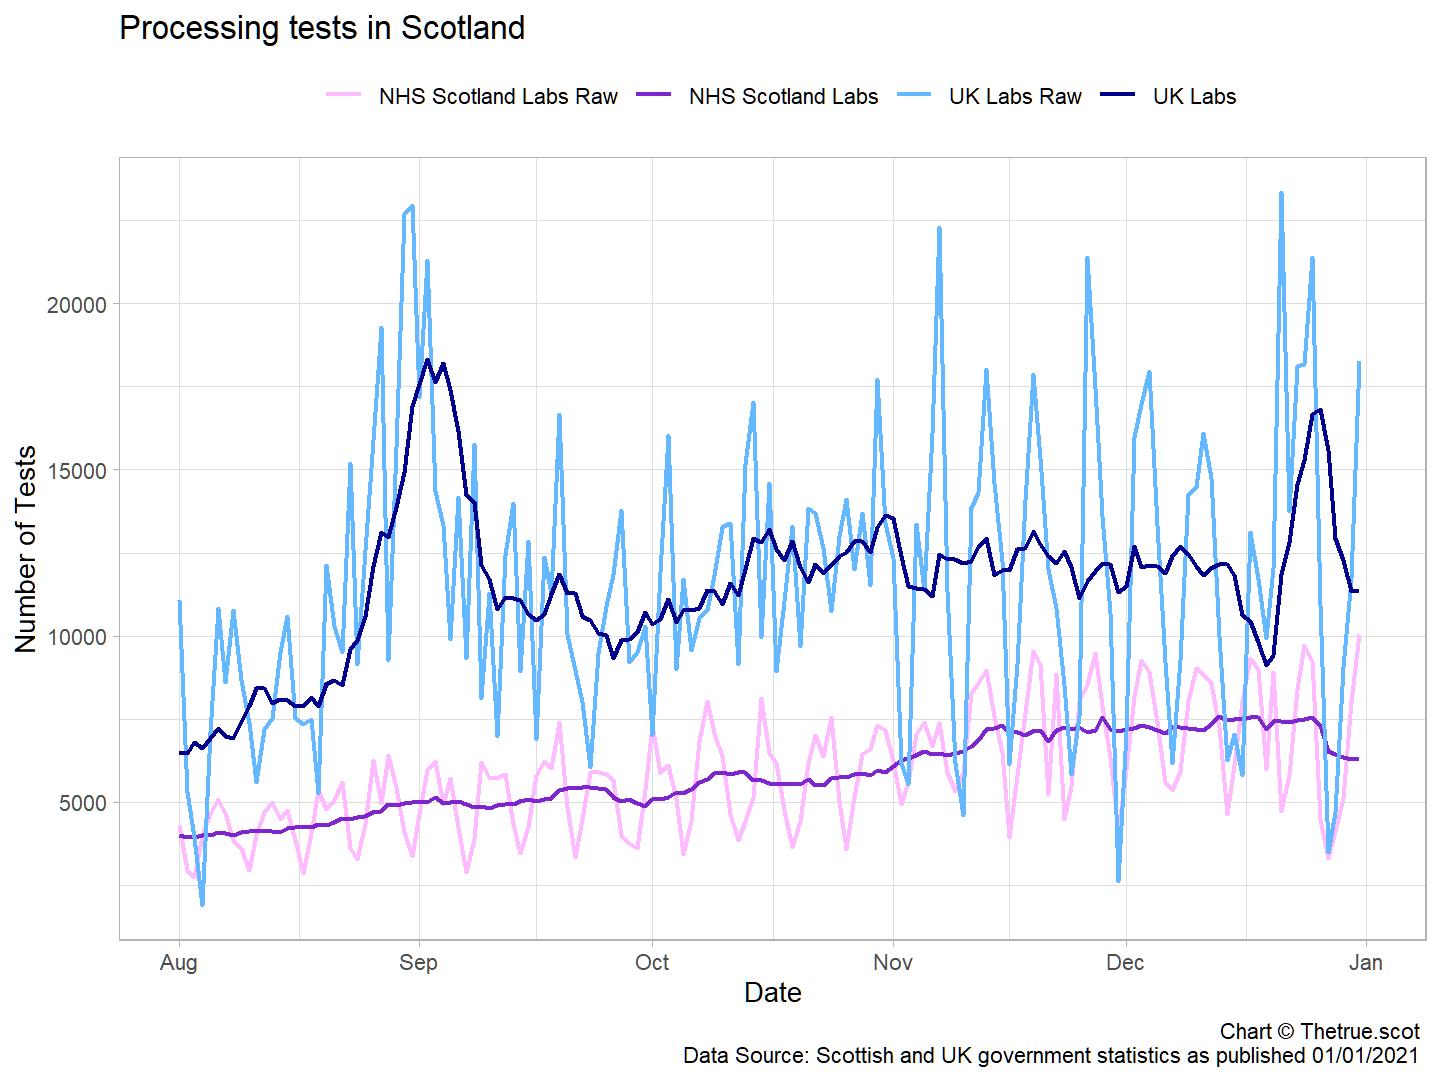 Processing tests in Scotland
NHS Scotland Labs Raw NHS Scotland Labs UK Labs Raw UK Labs
20000
15000
10000
5000
Number of Tests
Aug Sep Oct Nov Dec Jan
Date
Chart © Thetrue.scot
Data Source: Scottish and UK government statistics as published 01/01/2021